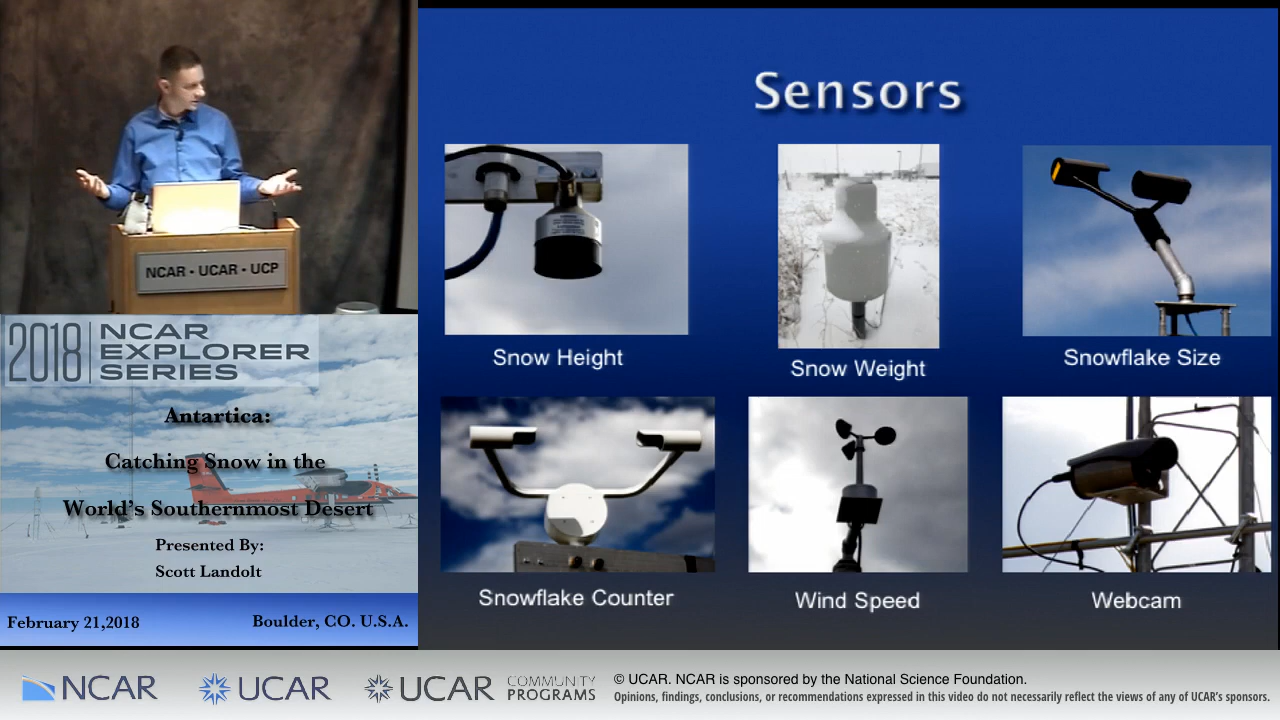 NCAR • UCAR • UCP
2018 NCAR
EXPLORER
SERIES
Antartica:
Catching Snow in the
World's Southernmost Desert
Presented By:
Scott Landolt
February 21,2018
Boulder, CO. U.S.A.
Sensors
Snow Height
Snow Weight
Snowflake Size
Snowflake Counter
Wind Speed
Webcam
NCAR
UCAR
UCAR
COMMUNITY
PROGRAMS
© UCAR. NCAR is sponsored by the National Science Foundation.
Opinions, findings, conclusions, or recommendations expressed in this video do not necessarily reflect the views of any of UCAR's sponsors.